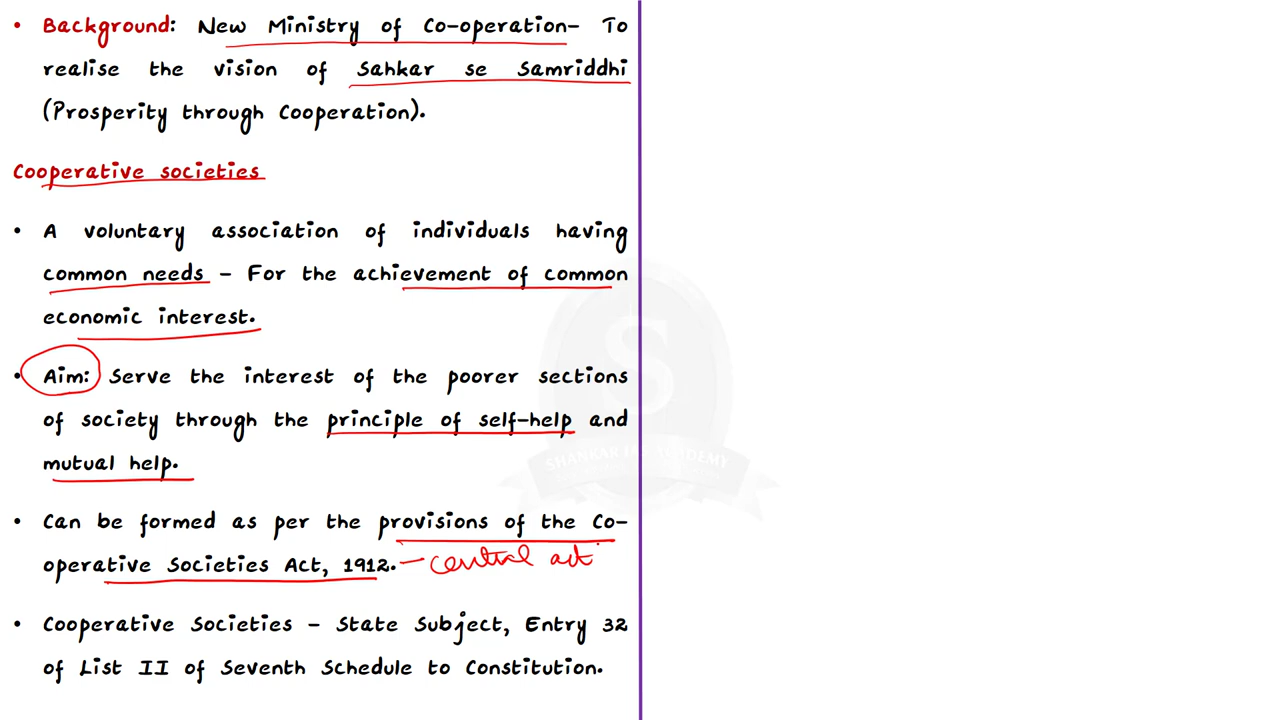 • Background: New Ministry of Co-operation- To
realise the vision of Sahkar se Samriddhi
(Prosperity through Cooperation).
Cooperative societies
• A voluntary association of individuals having
common needs - For the achievement of common
economic interest.
• Aim: Serve the interest of the poorer sections
of society through the principle of self-help and
mutual help.
• Can be formed as per the provisions of the Co-
operative Societies Act, 1912. - central act
• Cooperative Societies - State Subject, Entry 32
of List II of Seventh Schedule to Constitution.
S
SHANKAR IAS ACADEMY